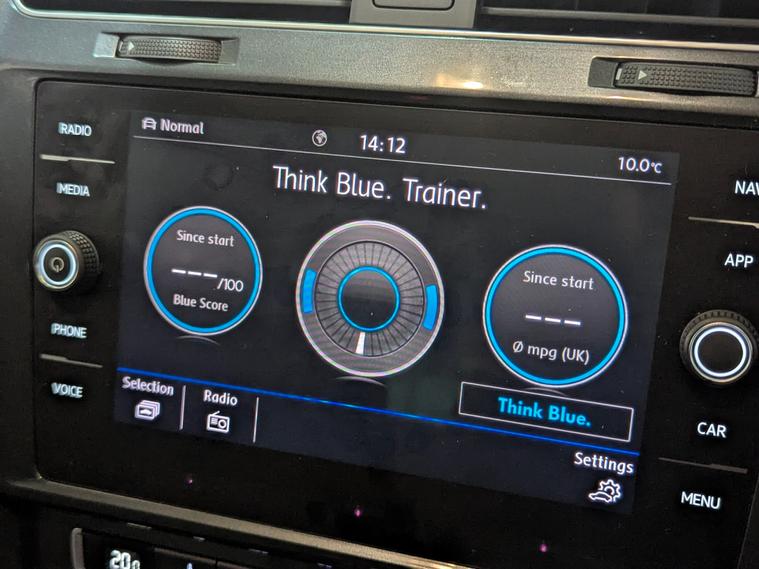 RADIO
MEDIA
PHONE
VOICE
Normal
14:12
10.0°C
Think Blue. Trainer.
Since start
---/100
Blue Score
Since start
---
Ø mpg (UK)
Selection
Radio
Think Blue.
Settings
APP
CAR
MENU